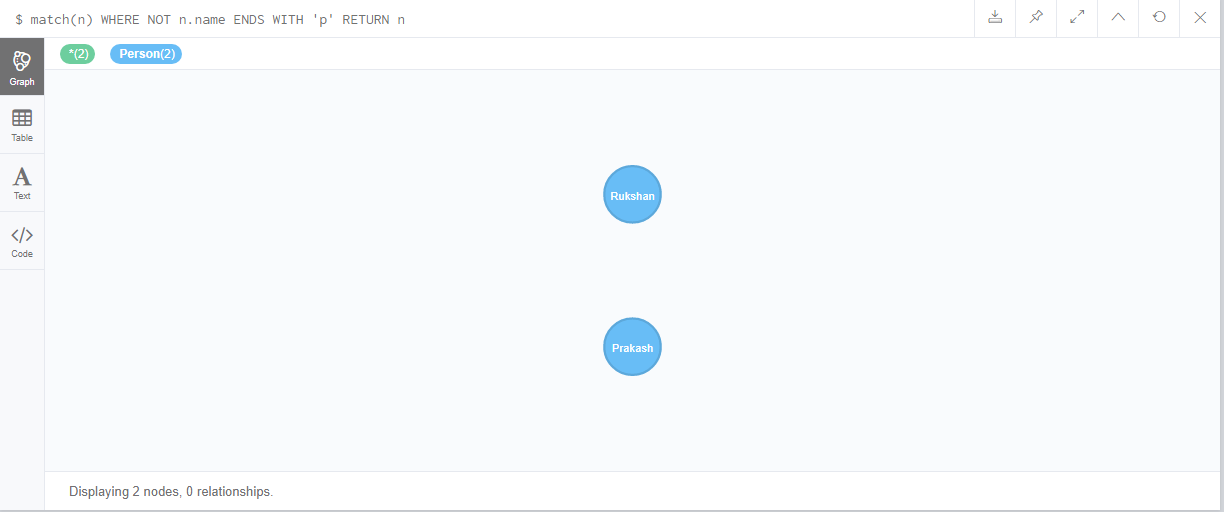 $ match(n) WHERE NOT n.name ENDS WITH 'p' RETURN n
*(2) Person(2)
Graph
Table
A
Text
</>
Code
Rukshan
Prakash
Displaying 2 nodes, 0 relationships.